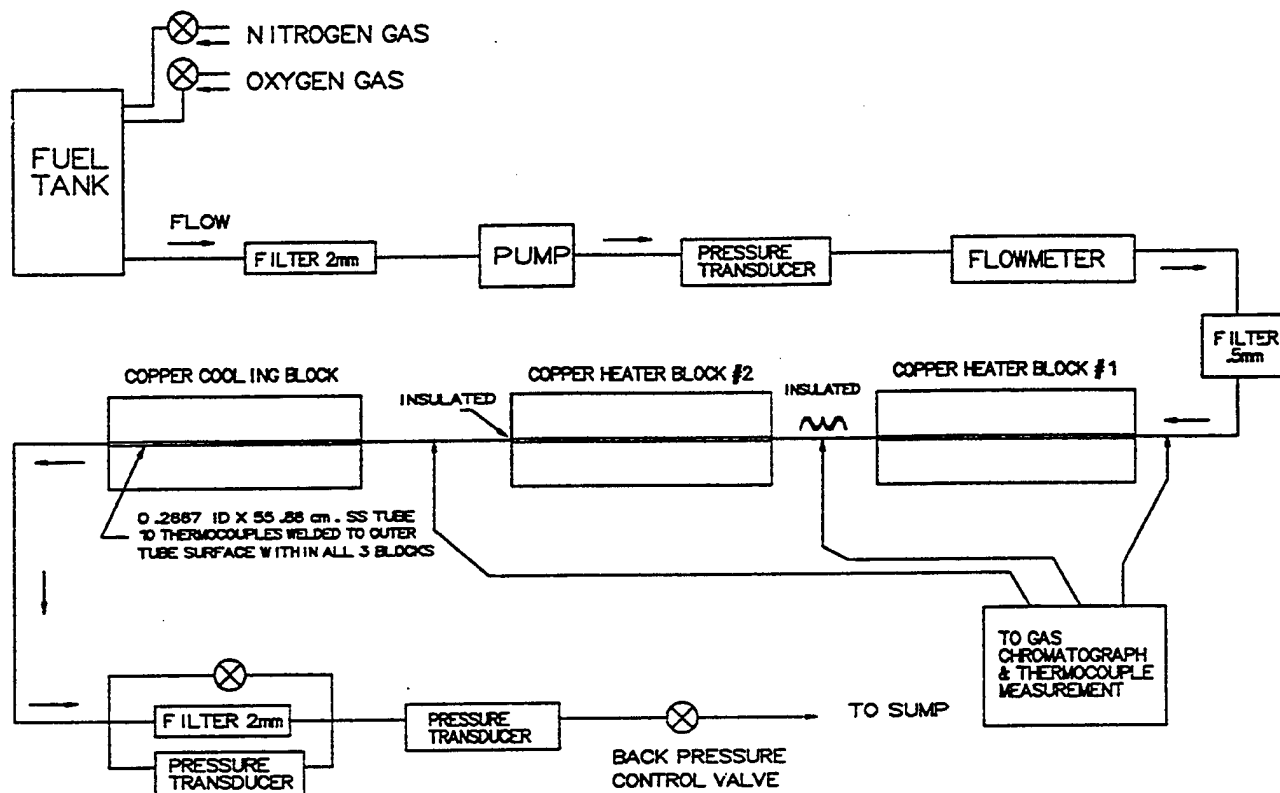 NITROGEN GAS
OXYGEN GAS
FUEL
TANK
FLOW
FILTER 2mm
PUMP
PRESSURE
TRANSDUCER
FLOWMETER
FILTER
.5mm
COPPER COOLING BLOCK
COPPER HEATER BLOCK #2
COPPER HEATER BLOCK #1
INSULATED
INSULATED
0.2667 ID X 55.88 cm. SS TUBE
10 THERMOCOUPLES WELDED TO OUTER
TUBE SURFACE WITH IN ALL 3 BLOCKS
TO GAS
CHROMATOGRAPH
& THERMOCOUPLE
MEASUREMENT
FILTER 2mm
PRESSURE
TRANSDUCER
PRESSURE
TRANSDUCER
BACK PRESSURE
CONTROL VALVE
TO SUMP